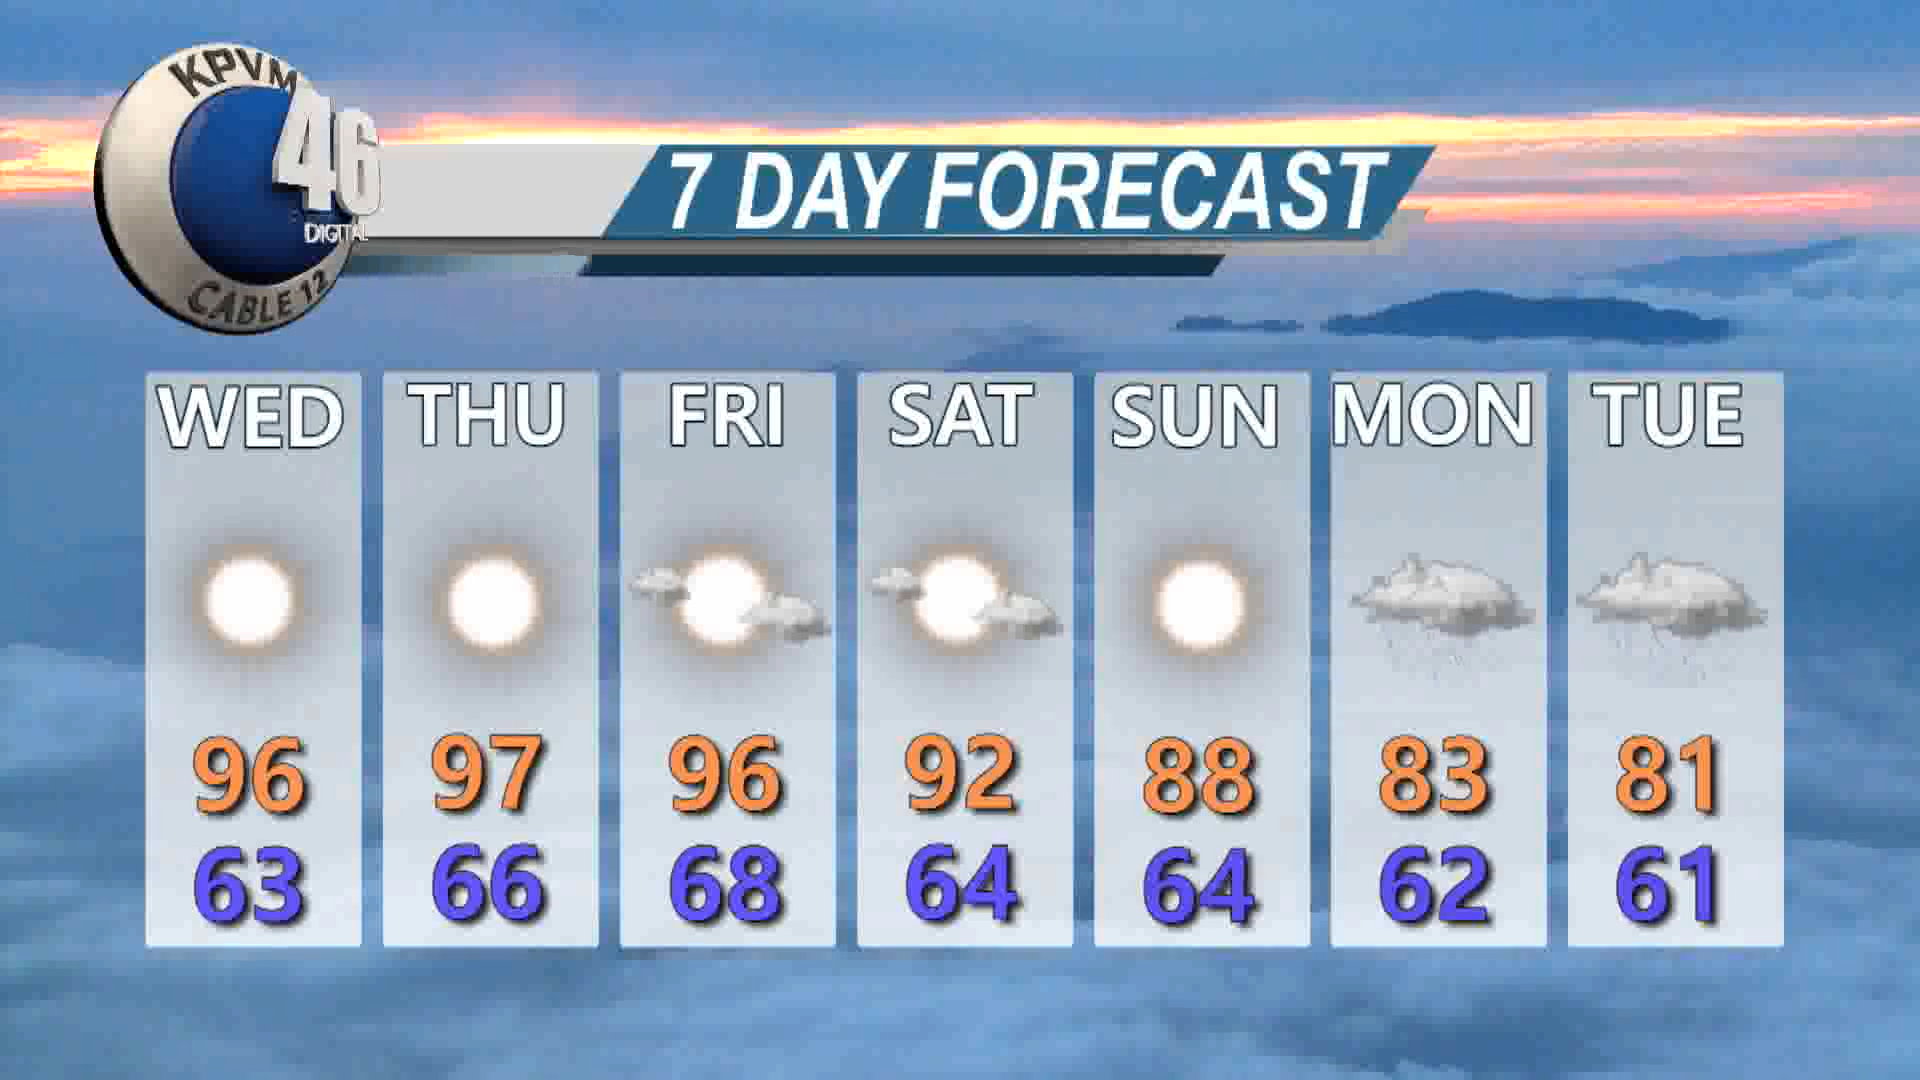 KPVM
46
DIGITAL
CABLE 12
7 DAY FORECAST
WED THU FRI SAT SUN MON TUE
96 97 96 92 88 83 81
63 66 68 64 64 62 61